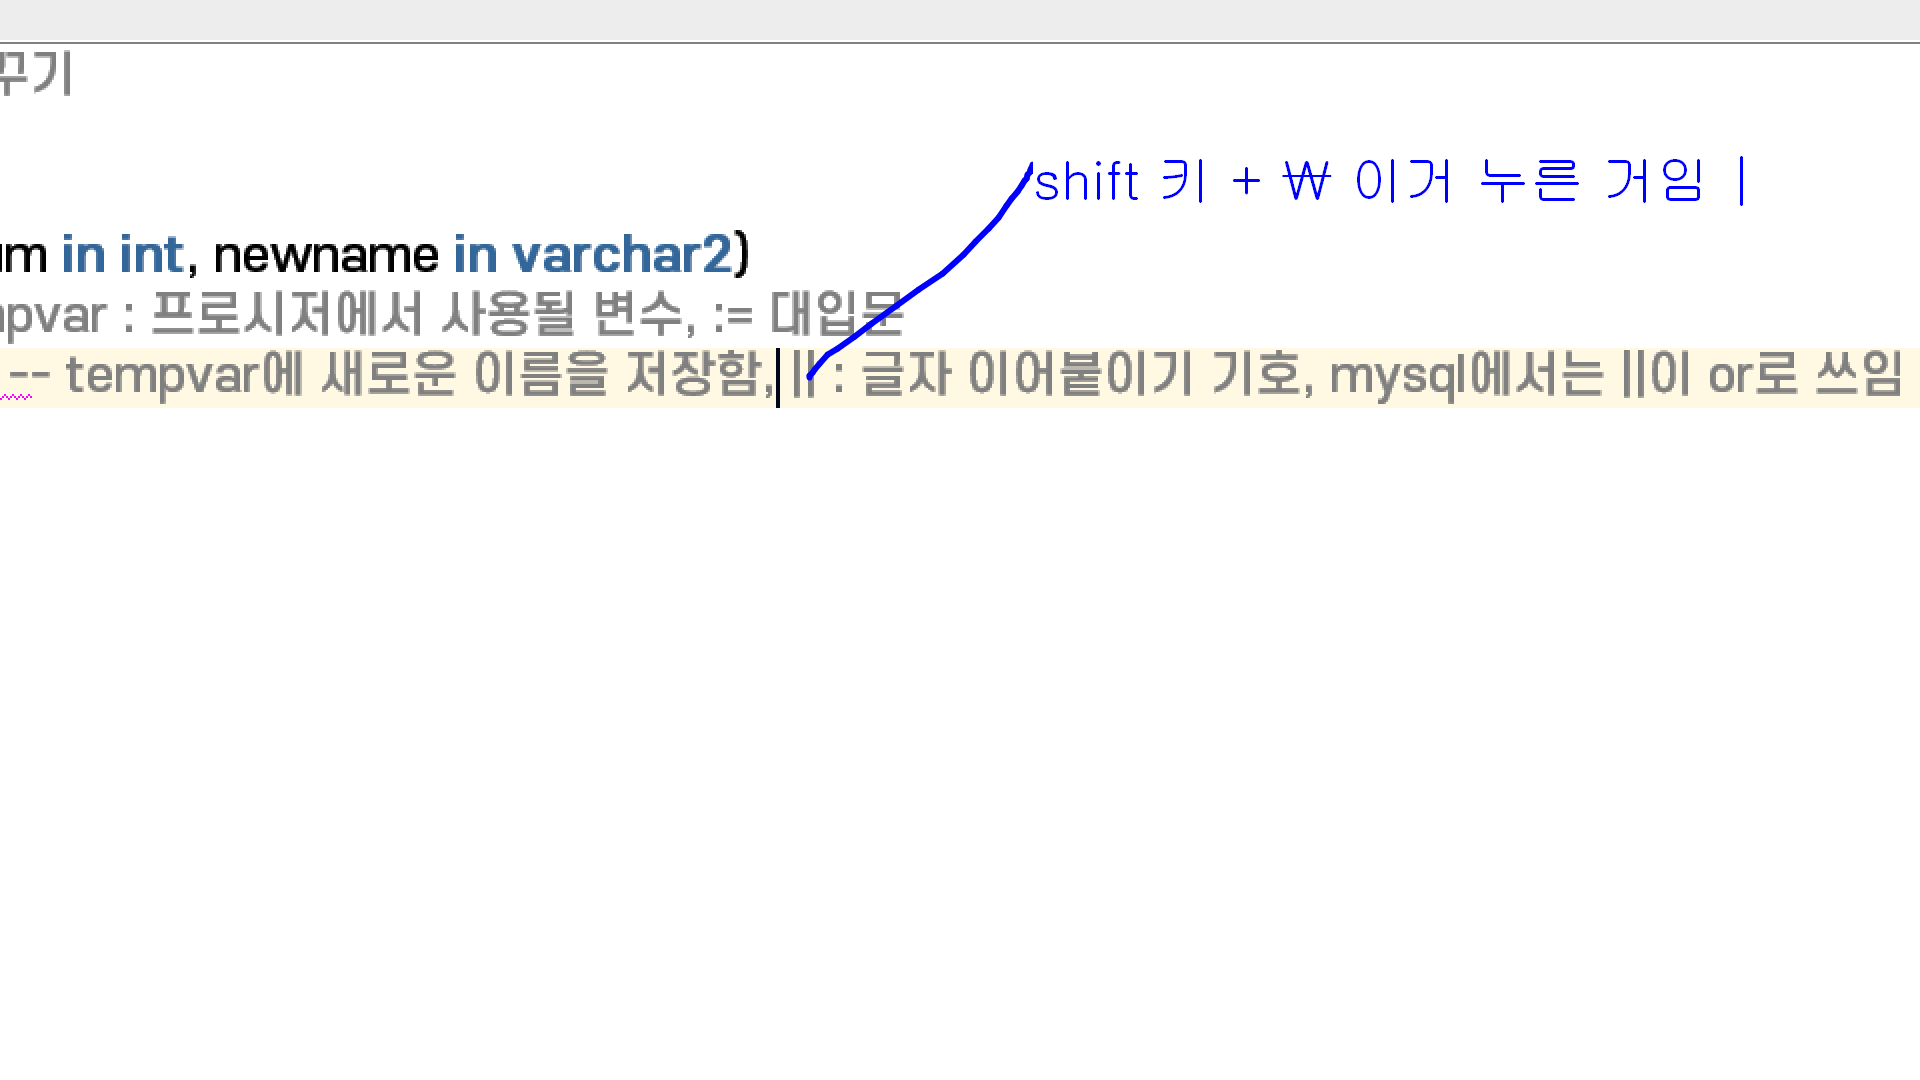 꾸기
shift 키 + ₩ 이거 누른 거임 |
um in int, newname in varchar2)
mpvar : 프로시저에서 사용될 변수, := 대입문
-- tempvar에 새로운 이름을 저장함, || : 글자 이어붙이기 기호, mysql에서는 ||이 or로 쓰임